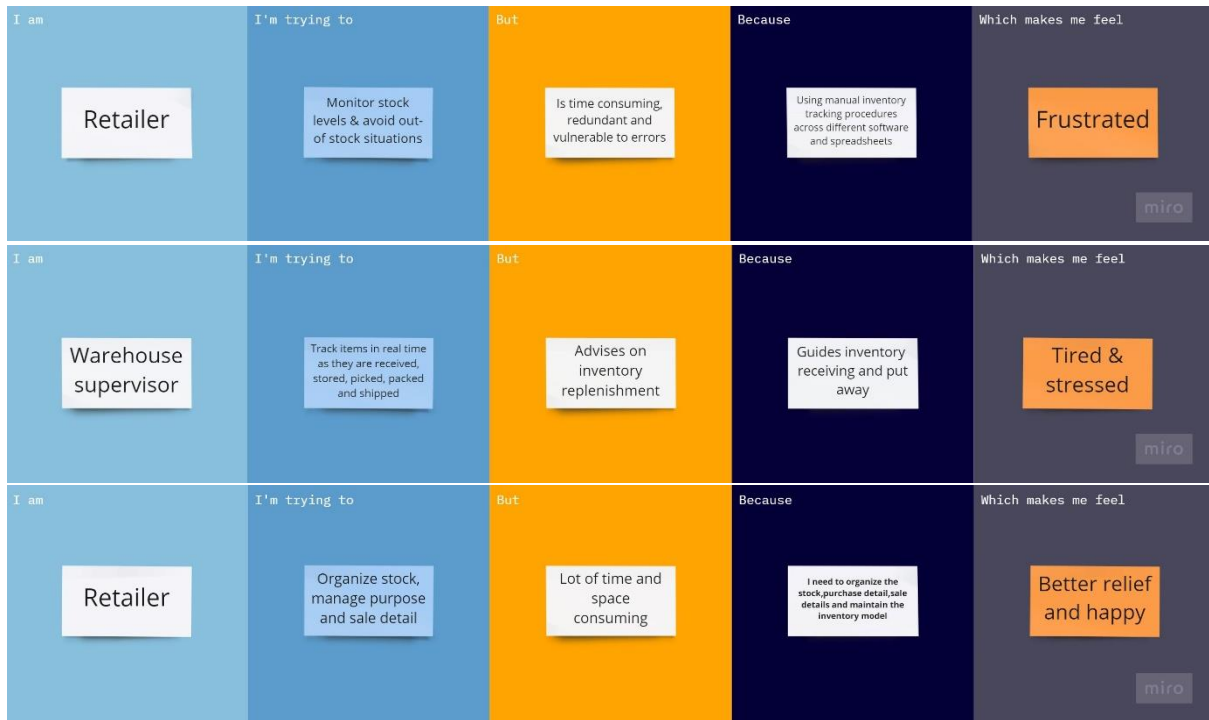 I am
I'm trying to
But
Because
Which makes me feel
Retailer
Monitor stock
levels & avoid out-
of stock situations
Is time consuming,
redundant and
vulnerable to errors
Using manual inventory
tracking procedures
across different software
and spreadsheets
Frustrated
miro
I am
I'm trying to
But
Because
Which makes me feel
Warehouse
supervisor
Track items in real time
as they are received,
stored, picked, packed
and shipped
Advises on
inventory
replenishment
Guides inventory
receiving and put
away
Tired &
stressed
miro
I am
I'm trying to
But
Because
Which makes me feel
Retailer
Organize stock,
manage purpose
and sale detail
Lot of time and
space
consuming
I need to organize the
stock,purchase detail,sale
details and maintain the
inventory model
Better relief
and happy
miro